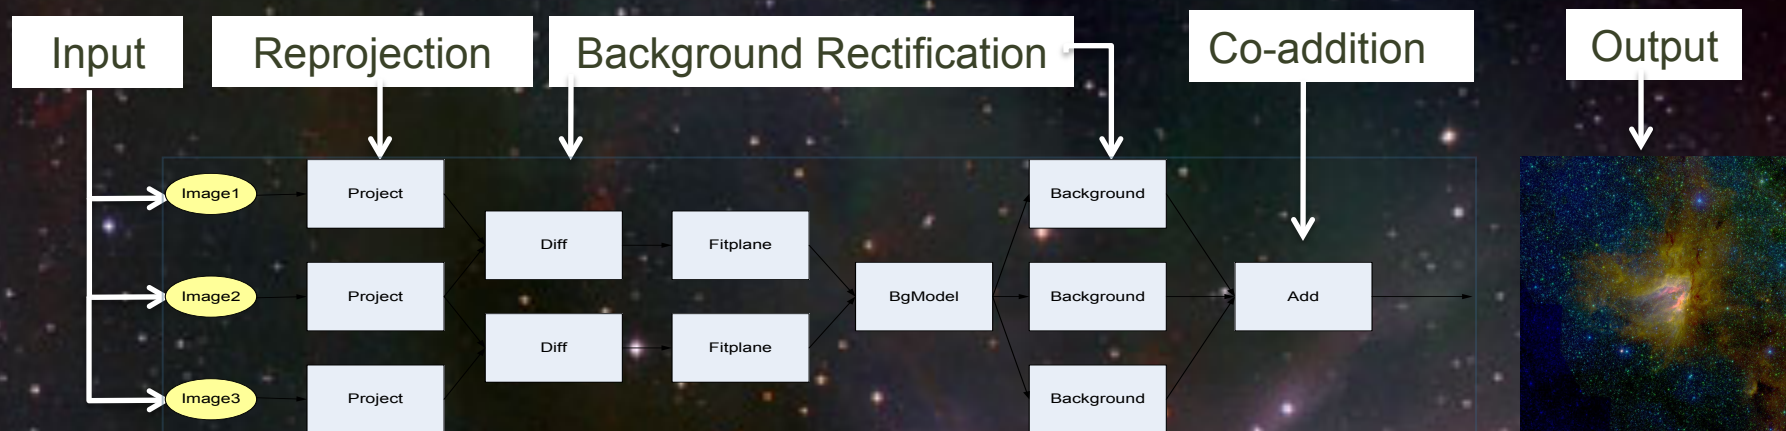 Input
Reprojection
Background Rectification
Co-addition
Output
Image1
Project
Background
Diff
Fitplane
Image2
Project
BgModel
Background
Add
Diff
Fitplane
Image3
Project
Background